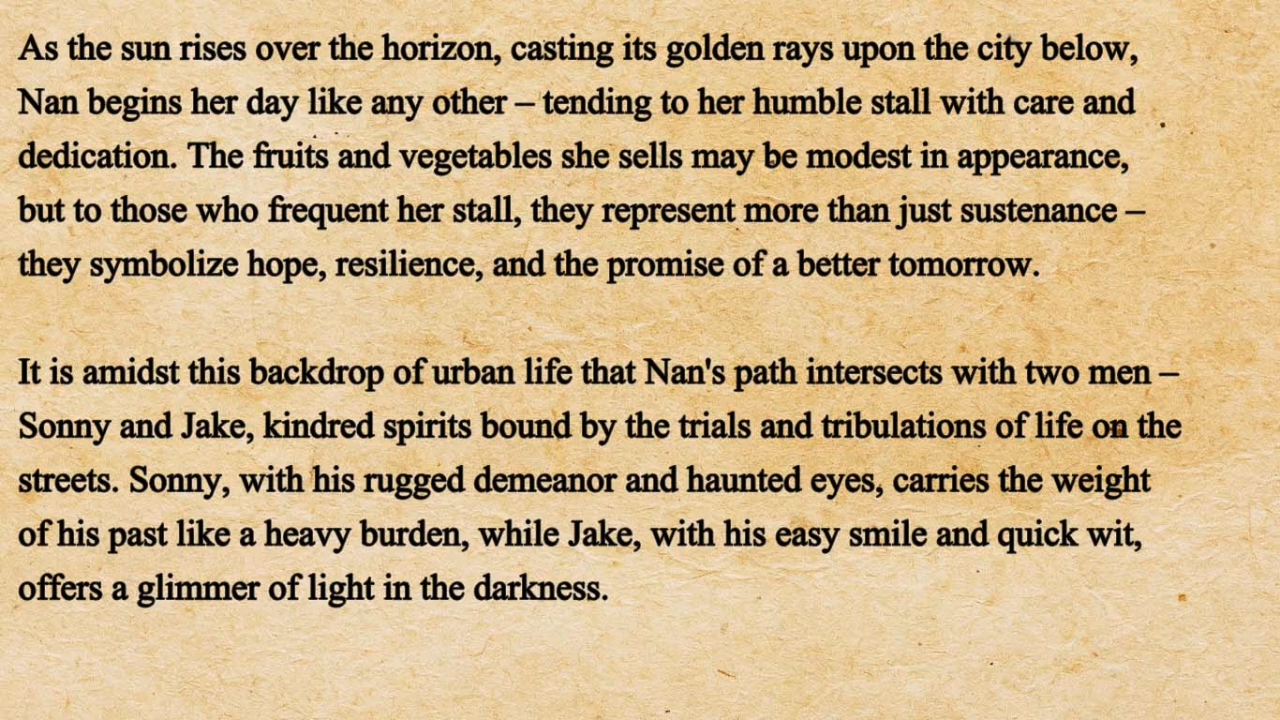 As the sun rises over the horizon, casting its golden rays upon the city below,
Nan begins her day like any other – tending to her humble stall with care and
dedication. The fruits and vegetables she sells may be modest in appearance,
but to those who frequent her stall, they represent more than just sustenance –
they symbolize hope, resilience, and the promise of a better tomorrow.
It is amidst this backdrop of urban life that Nan's path intersects with two men –
Sonny and Jake, kindred spirits bound by the trials and tribulations of life on the
streets. Sonny, with his rugged demeanor and haunted eyes, carries the weight
of his past like a heavy burden, while Jake, with his easy smile and quick wit,
offers a glimmer of light in the darkness.